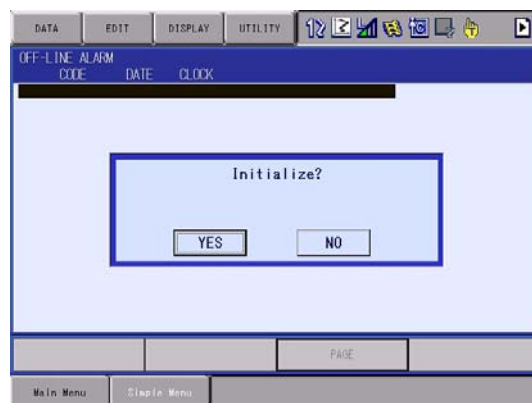 DATA EDIT DISPLAY UTILITY
OFF-LINE ALARM
CODE DATE CLOCK
Initialize?
YES NO
PAGE
Main Menu Simple Menu